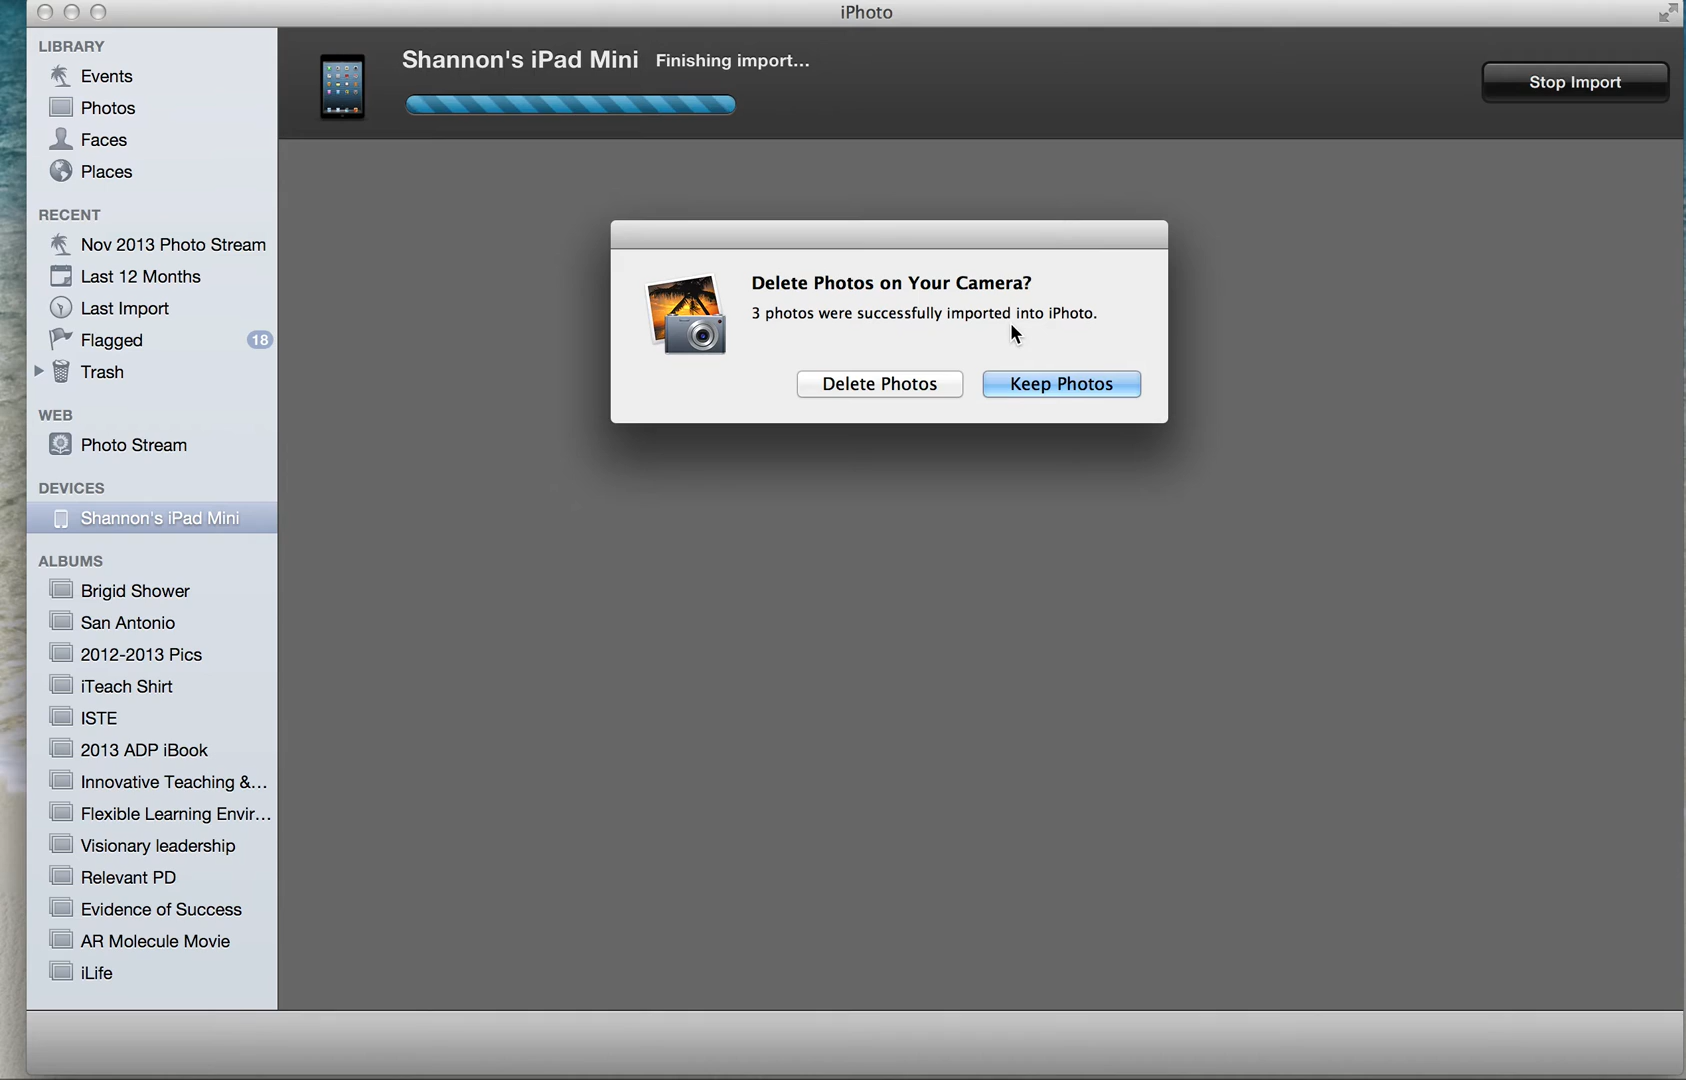 iPhoto
LIBRARY
Events
Photos
Faces
Places
RECENT
Nov 2013 Photo Stream
Last 12 Months
Last Import
Flagged 18
Trash
WEB
Photo Stream
DEVICES
Shannon's iPad Mini
ALBUMS
Brigid Shower
San Antonio
2012-2013 Pics
iTeach Shirt
ISTE
2013 ADP iBook
Innovative Teaching &...
Flexible Learning Envir...
Visionary leadership
Relevant PD
Evidence of Success
AR Molecule Movie
iLife
Shannon's iPad Mini Finishing import...
Stop Import
Delete Photos on Your Camera?
3 photos were successfully imported into iPhoto.
Delete Photos Keep Photos